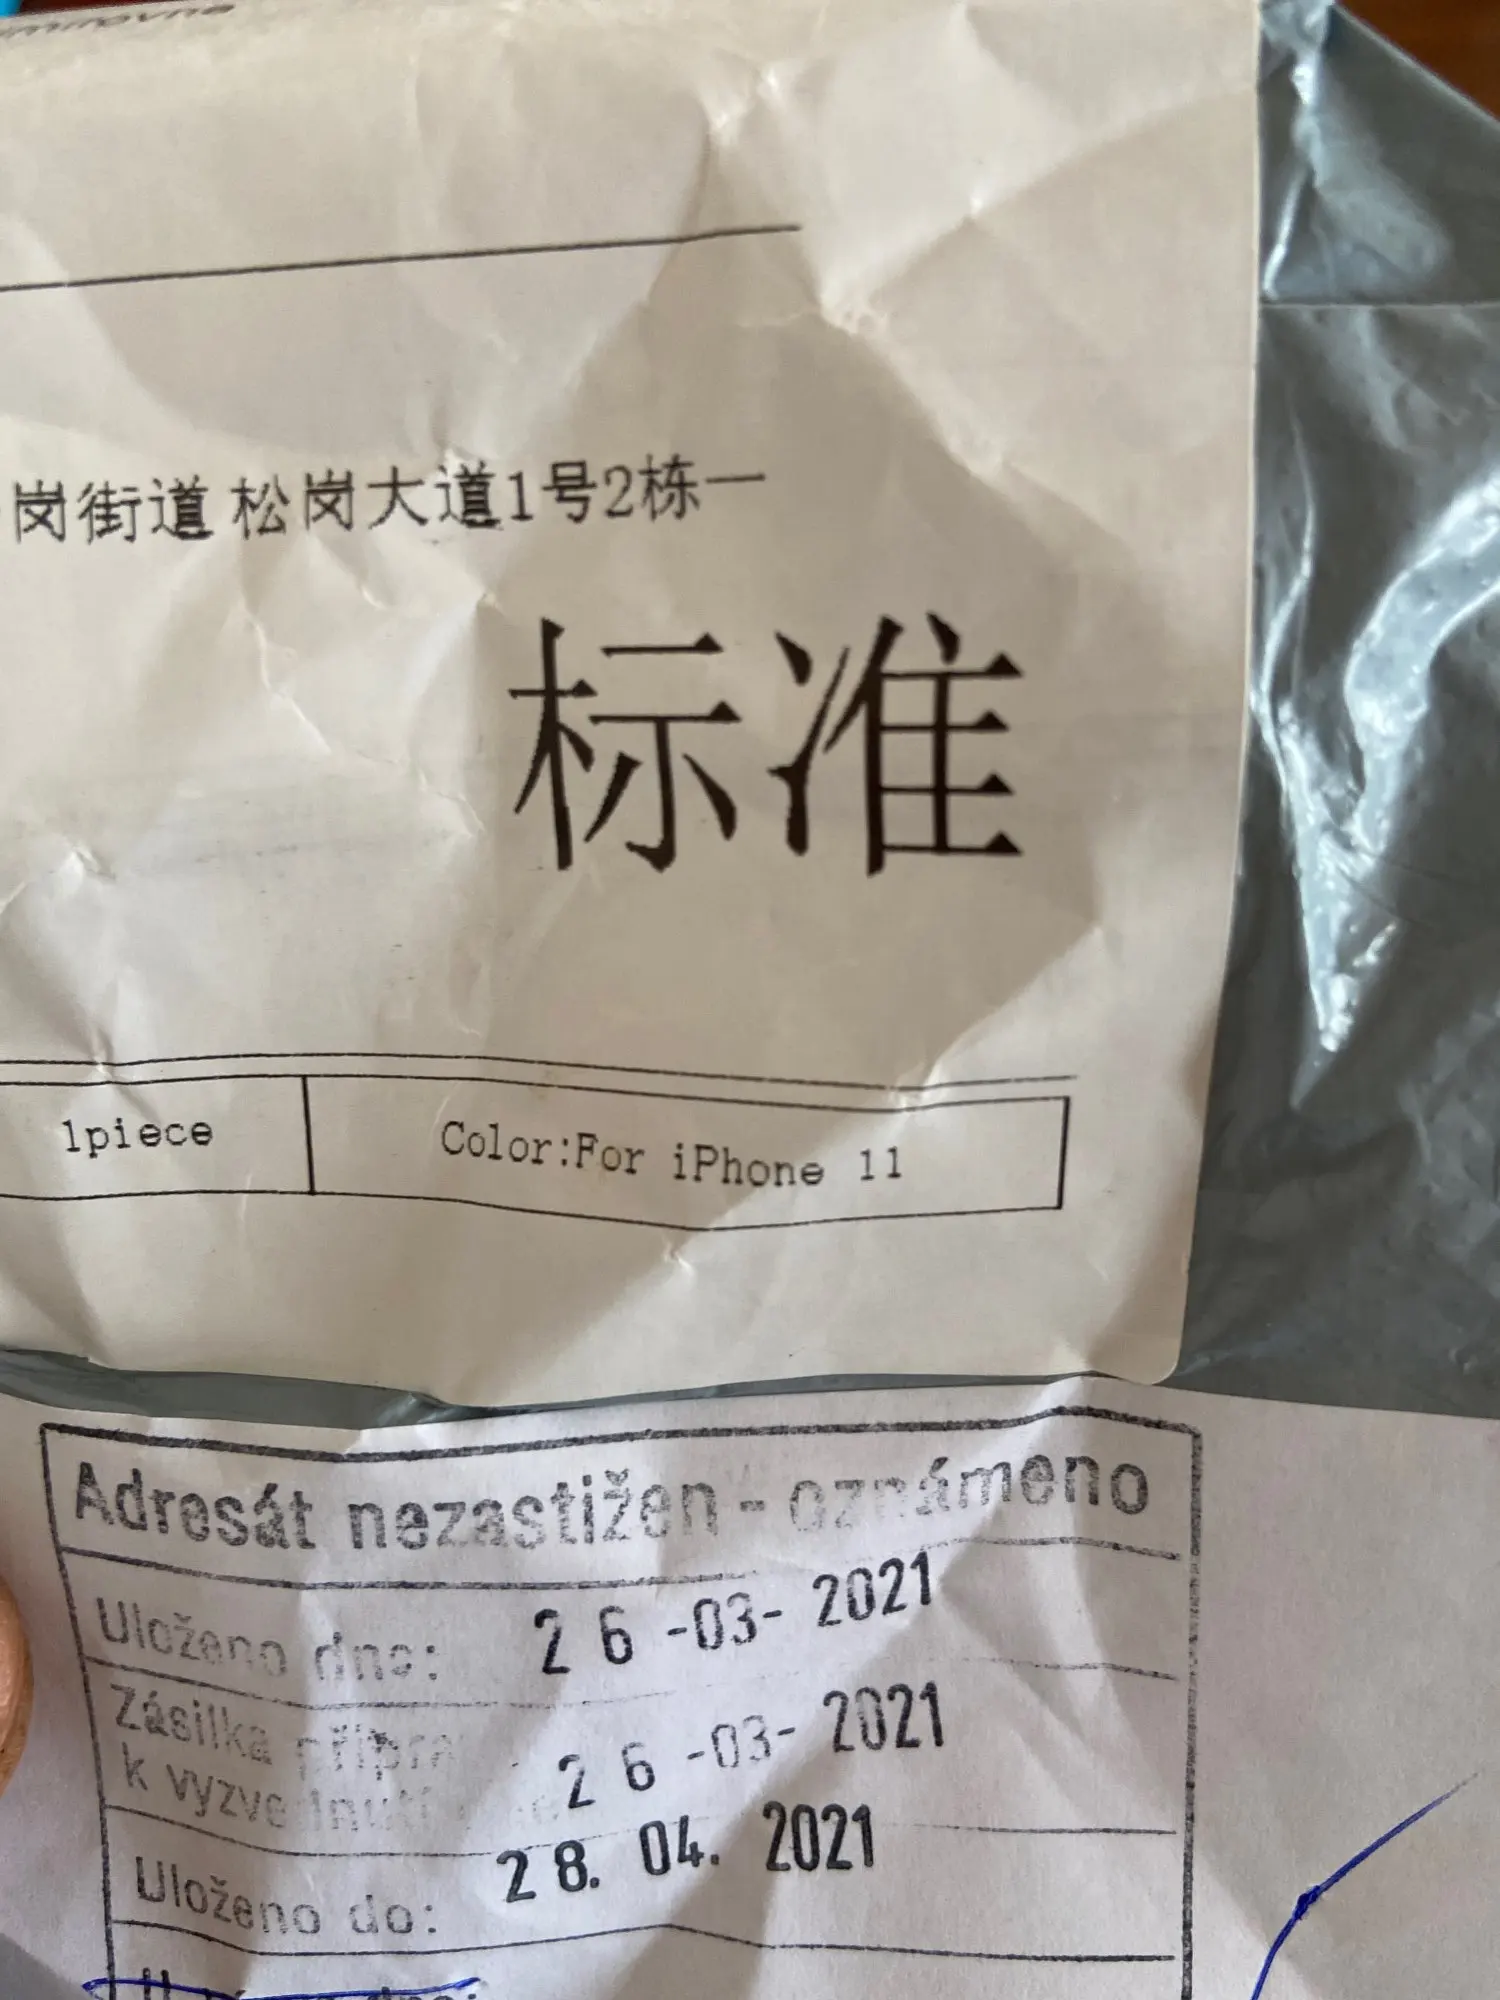 岗街道 松岗大道1号2栋一
标准
1piece
Color:For iPhone 11
Adresát nezastižen - oznámeno
Uloženo dne: 26 -03- 2021
Zásilka
k 26 -03- 2021
Uloženo do: 28. 04. 2021
dne: